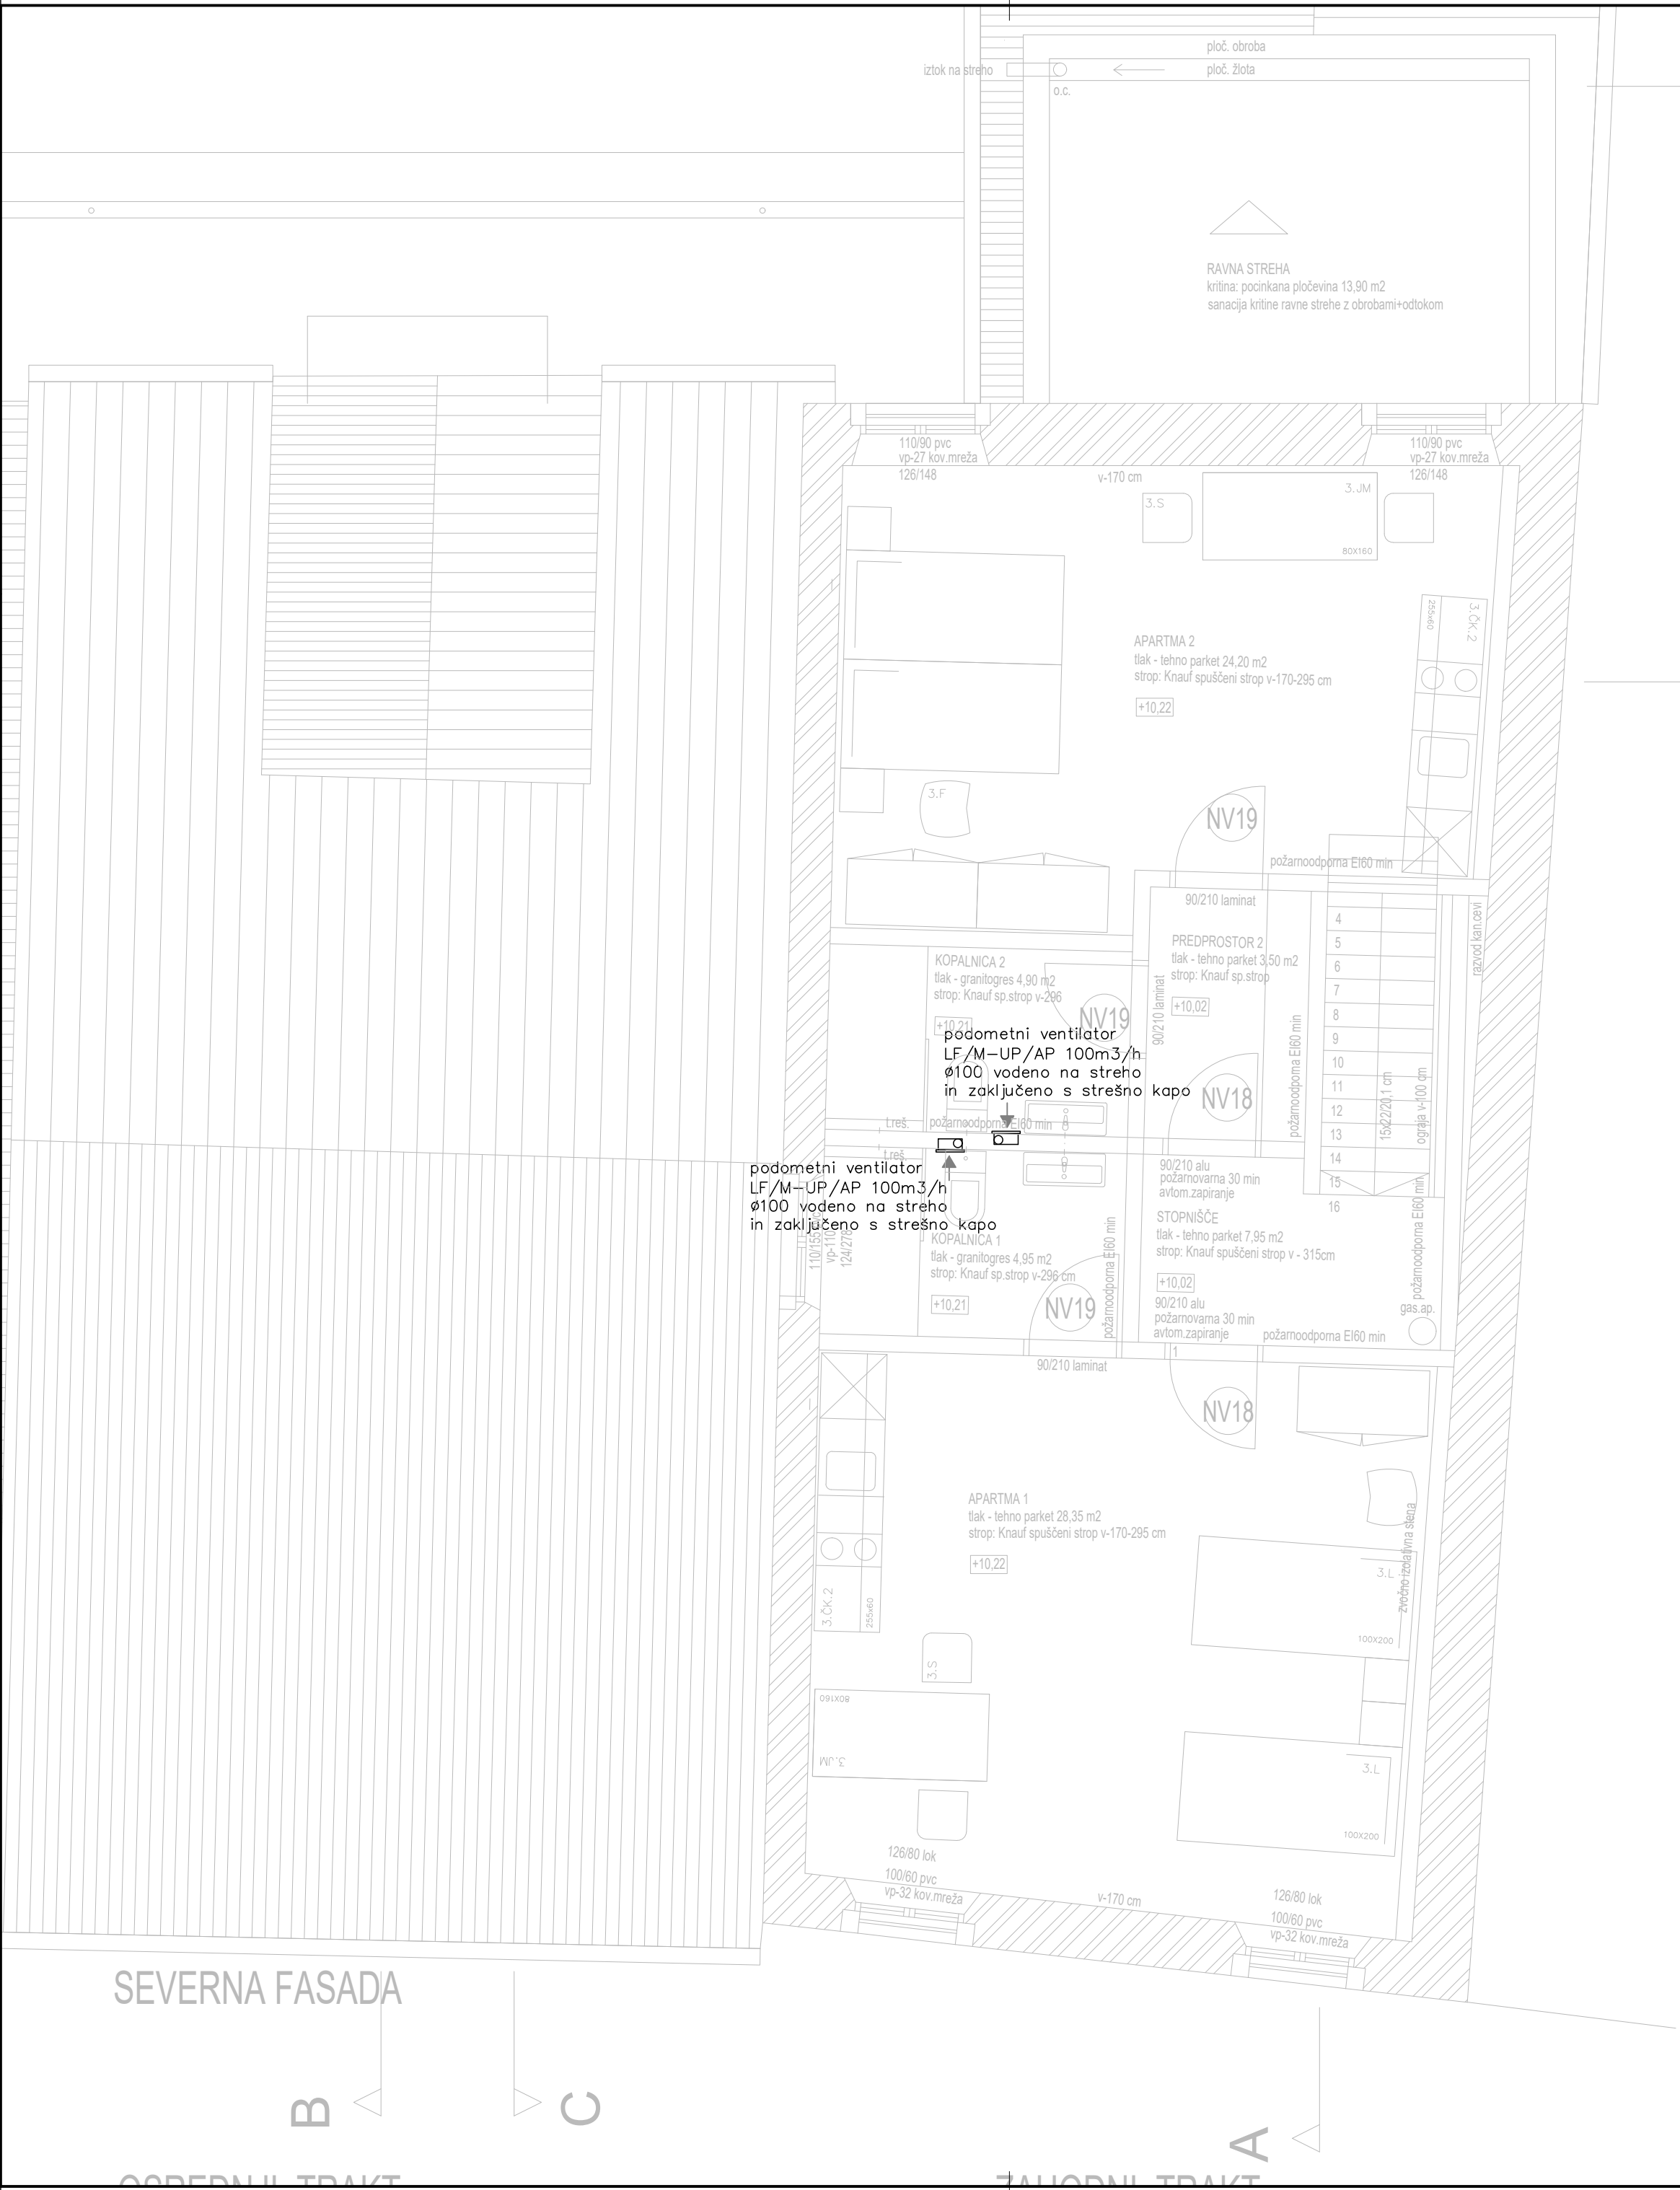 ploč. obroba
iztok na streho
ploč. žlota
o.c.
RAVNA STREHA
kritina: pocinkana pločevina 13,90 m2
sanacija kritine ravne strehe z obrobami+odtokom
110/90 pvc
vp-27 kov.mreža
126/148
v-170 cm
110/90 pvc
vp-27 kov.mreža
126/148
3.S
3.JM
80X160
255x60
3.ČK.2
APARTMA 2
tlak - tehno parket 24,20 m2
strop: Knauf spuščeni strop v-170-295 cm
+10,22
3.F
NV19
požarnoodporna EI60 min
90/210 laminat
razvod kan.cevi
KOPALNICA 2
tlak - granitogres 4,90 m2
strop: Knauf sp.strop v-296
+10,21
NV19
90/210 laminat
PREDPROSTOR 2
tlak - tehno parket 3,50 m2
strop: Knauf sp.strop
+10,02
NV18
požarnoodporna EI60 min
4
5
6
7
8
9
10
11
12
13
14
15
16
15x22/20,1 cm
ograja v-100 cm
podometni ventilator
LF/M-UP/AP 100m3/h
ø100 vodeno na streho
in zaključeno s strešno kapo
t.reš.
požarnoodporna EI60 min
t.reš.
podometni ventilator
LF/M-UP/AP 100m3/h
ø100 vodeno na streho
in zaključeno s strešno kapo
124/278
KOPALNICA 1
tlak - granitogres 4,95 m2
strop: Knauf sp.strop v-296 cm
+10,21
NV19
požarnoodporna EI60 min
90/210 alu
požarnovarna 30 min
avtom.zapiranje
STOPNIŠČE
tlak - tehno parket 7,95 m2
strop: Knauf spuščeni strop v - 315cm
+10,02
90/210 alu
požarnovarna 30 min
avtom.zapiranje
požarnoodporna EI60 min
gas.ap.
požarnoodporna EI60 min
90/210 laminat
1
NV18
APARTMA 1
tlak - tehno parket 28,35 m2
strop: Knauf spuščeni strop v-170-295 cm
+10,22
zvočno izolativna stena
3.ČK.2
255x60
3.L
100X200
3.S
80X160
3.JM
3.L
100X200
126/80 lok
100/60 pvc
vp-32 kov.mreža
v-170 cm
126/80 lok
100/60 pvc
vp-32 kov.mreža
SEVERNA FASADA
B
C
A